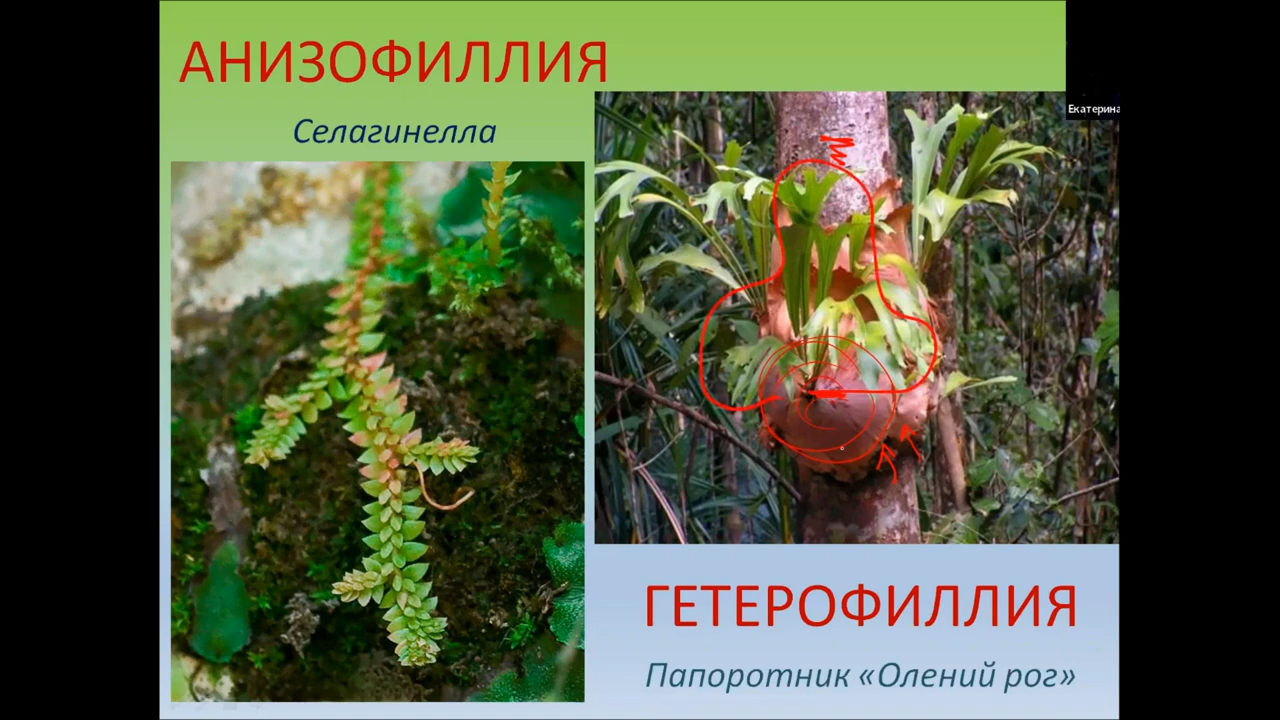 АНИЗОФИЛЛИЯ
Селагинелла
Екатерина
ГЕТЕРОФИЛЛИЯ
Папоротник «Олений рог»